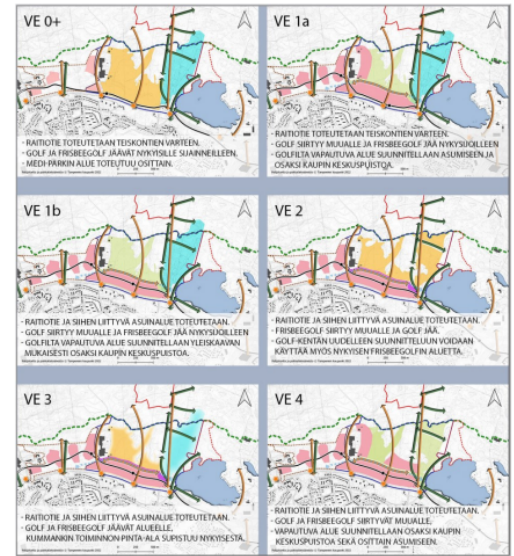 VE 0+
- RAITIOTIE TOTEUTETAAN TEISKONTIEN VARTEEN.
- GOLF JA FRISBEEGOLF JÄÄVÄT NYKYISILLE SIJAINNEILLEEN
- MEDI-PARKIN ALUE TOTEUTUU OSITTAIN.
VE 1a
- RAITIOTIE TOTEUTETAAN TEISKONTIEN VARTEEN.
- GOLF SIIRTYY MUUALLE JA FRISBEEGOLF JÄÄ NYKYSIJOILLEEN
- GOLFILTA VAPAUTUVA ALUE SUUNNITELLAAN ASUMISEEN JA
OSAKSI KAUPIN KESKUSPUISTOA.
VE 1b
- RAITIOTIE JA SIIHEN LIITTYVÄ ASUINALUE TOTEUTETAAN.
- GOLF SIIRTYY MUUALLE JA FRISBEEGOLF JÄÄ NYKYSIJOILLEEN
- GOLFILTA VAPAUTUVA ALUE SUUNNITELLAAN YLEISKAAVAN
MUKAISESTI OSAKSI KAUPIN KESKUSPUISTOA.
VE 2
- RAITIOTIE JA SIIHEN LIITTYVÄ ASUINALUE TOTEUTETAAN.
- FRISBEEGOLF SIIRTYY MUUALLE JA GOLF JÄÄ.
- GOLF-KENTÄN UUDELLEEN SUUNNITTELUUN VOIDAAN
KÄYTTÄÄ MYÖS NYKYISEN FRISBEEGOLFIN ALUETTA.
VE 3
- RAITIOTIE JA SIIHEN LIITTYVÄ ASUINALUE TOTEUTETAAN.
- GOLF JA FRISBEEGOLF JÄÄVÄT ALUEELLE,
KUMMANKIN TOIMINNON PINTA-ALA SUPISTUU NYKYISESTÄ.
VE 4
- RAITIOTIE JA SIIHEN LIITTYVÄ ASUINALUE TOTEUTETAAN.
- GOLF JA FRISBEEGOLF SIIRTYVÄT MUUALLE,
VAPAUTUVA ALUE SUUNNITELLAAN OSAKSI KAUPIN
KESKUSPUISTOA SEKÄ OSITTAIN ASUMISEEN.